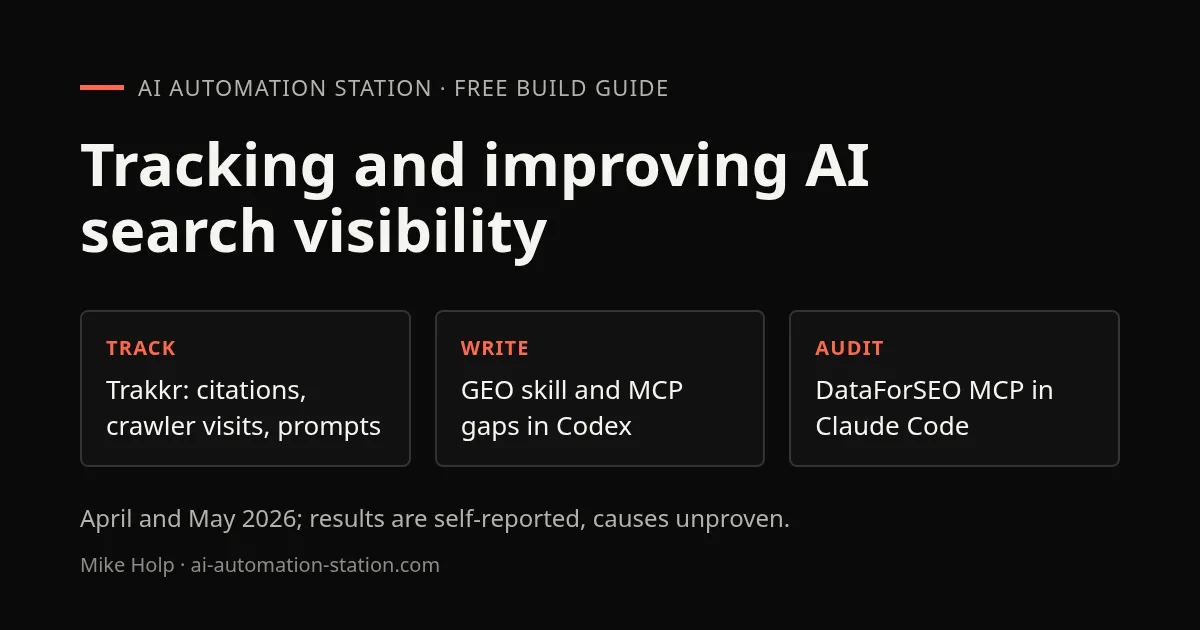 AI AUTOMATION STATION · FREE BUILD GUIDE
Tracking and improving AI
search visibility
TRACK
Trakkr: citations,
crawler visits, prompts
WRITE
GEO skill and MCP
gaps in Codex
AUDIT
DataForSEO MCP in
Claude Code
April and May 2026; results are self-reported, causes unproven.
Mike Holp · ai-automation-station.com